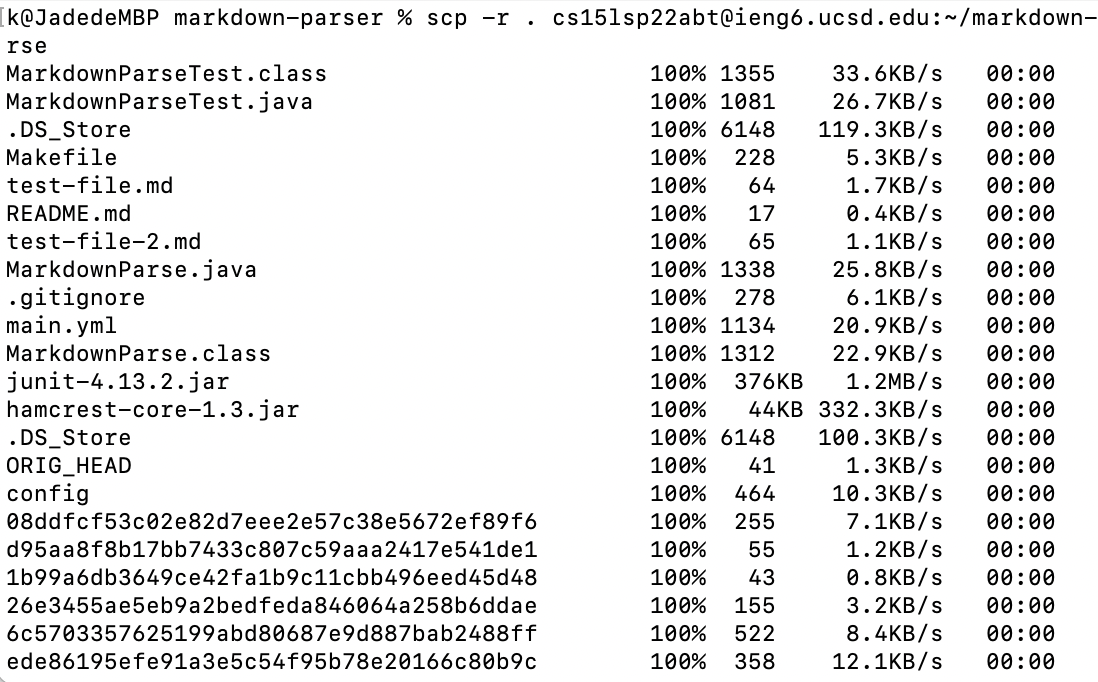 [k@JadedeMBP markdown-parser % scp -r . cs15lsp22abt@ieng6.ucsd.edu:~/markdown-
rse
MarkdownParseTest.class 100% 1355 33.6KB/s 00:00
MarkdownParseTest.java 100% 1081 26.7KB/s 00:00
.DS_Store 100% 6148 119.3KB/s 00:00
Makefile 100% 228 5.3KB/s 00:00
test-file.md 100% 64 1.7KB/s 00:00
README.md 100% 17 0.4KB/s 00:00
test-file-2.md 100% 65 1.1KB/s 00:00
MarkdownParse.java 100% 1338 25.8KB/s 00:00
.gitignore 100% 278 6.1KB/s 00:00
main.yml 100% 1134 20.9KB/s 00:00
MarkdownParse.class 100% 1312 22.9KB/s 00:00
junit-4.13.2.jar 100% 376KB 1.2MB/s 00:00
hamcrest-core-1.3.jar 100% 44KB 332.3KB/s 00:00
.DS_Store 100% 6148 100.3KB/s 00:00
ORIG_HEAD 100% 41 1.3KB/s 00:00
config 100% 464 10.3KB/s 00:00
08ddfcf53c02e82d7eee2e57c38e5672ef89f6 100% 255 7.1KB/s 00:00
d95aa8f8b17bb7433c807c59aaa2417e541de1 100% 55 1.2KB/s 00:00
1b99a6db3649ce42fa1b9c11cbb496eed45d48 100% 43 0.8KB/s 00:00
26e3455ae5eb9a2bedfeda846064a258b6ddae 100% 155 3.2KB/s 00:00
6c5703357625199abd80687e9d887bab2488ff 100% 522 8.4KB/s 00:00
ede86195efe91a3e5c54f95b78e20166c80b9c 100% 358 12.1KB/s 00:00